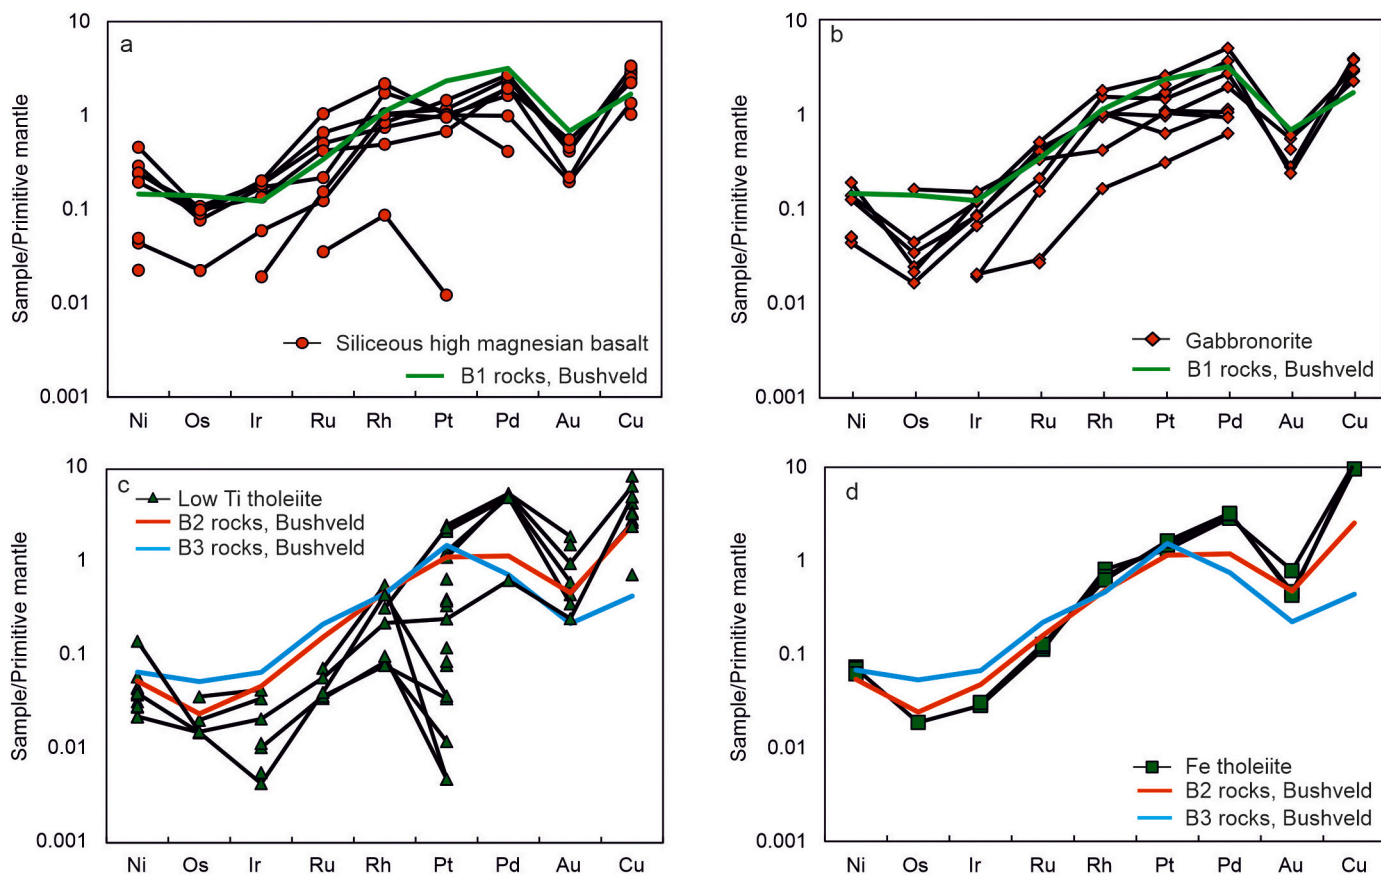 a
10
1
0.1
0.01
0.001
Sample/Primitive mantle
Siliceous high magnesian basalt
B1 rocks, Bushveld
Ni Os Ir Ru Rh Pt Pd Au Cu
b
10
1
0.1
0.01
0.001
Sample/Primitive mantle
Gabbronorite
B1 rocks, Bushveld
Ni Os Ir Ru Rh Pt Pd Au Cu
c
10
1
0.1
0.01
0.001
Sample/Primitive mantle
Low Ti tholeiite
B2 rocks, Bushveld
B3 rocks, Bushveld
Ni Os Ir Ru Rh Pt Pd Au Cu
d
10
1
0.1
0.01
0.001
Sample/Primitive mantle
Fe tholeiite
B2 rocks, Bushveld
B3 rocks, Bushveld
Ni Os Ir Ru Rh Pt Pd Au Cu